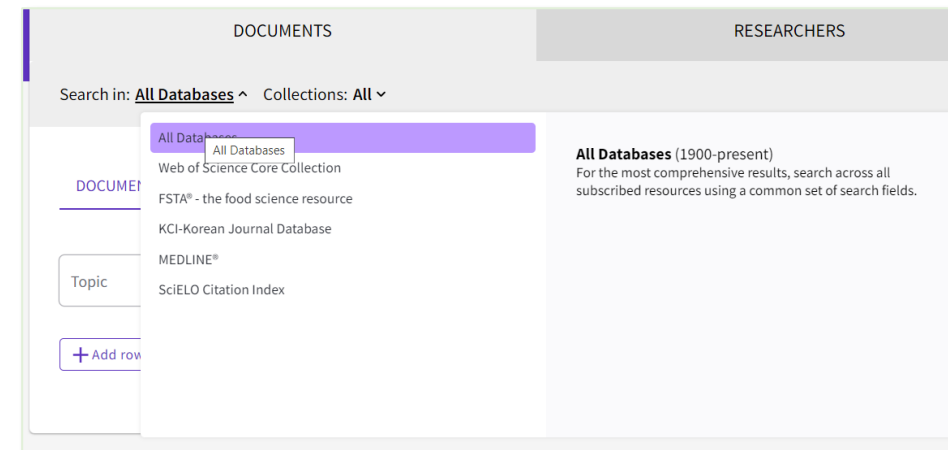 DOCUMENTS
RESEARCHERS
Search in: All Databases Collections: All
All Databases
All Databases
Web of Science Core Collection
FSTA® - the food science resource
KCI-Korean Journal Database
MEDLINE®
SciELO Citation Index
All Databases (1900-present)
For the most comprehensive results, search across all
subscribed resources using a common set of search fields.
DOCUMEN
Topic
+ Add row